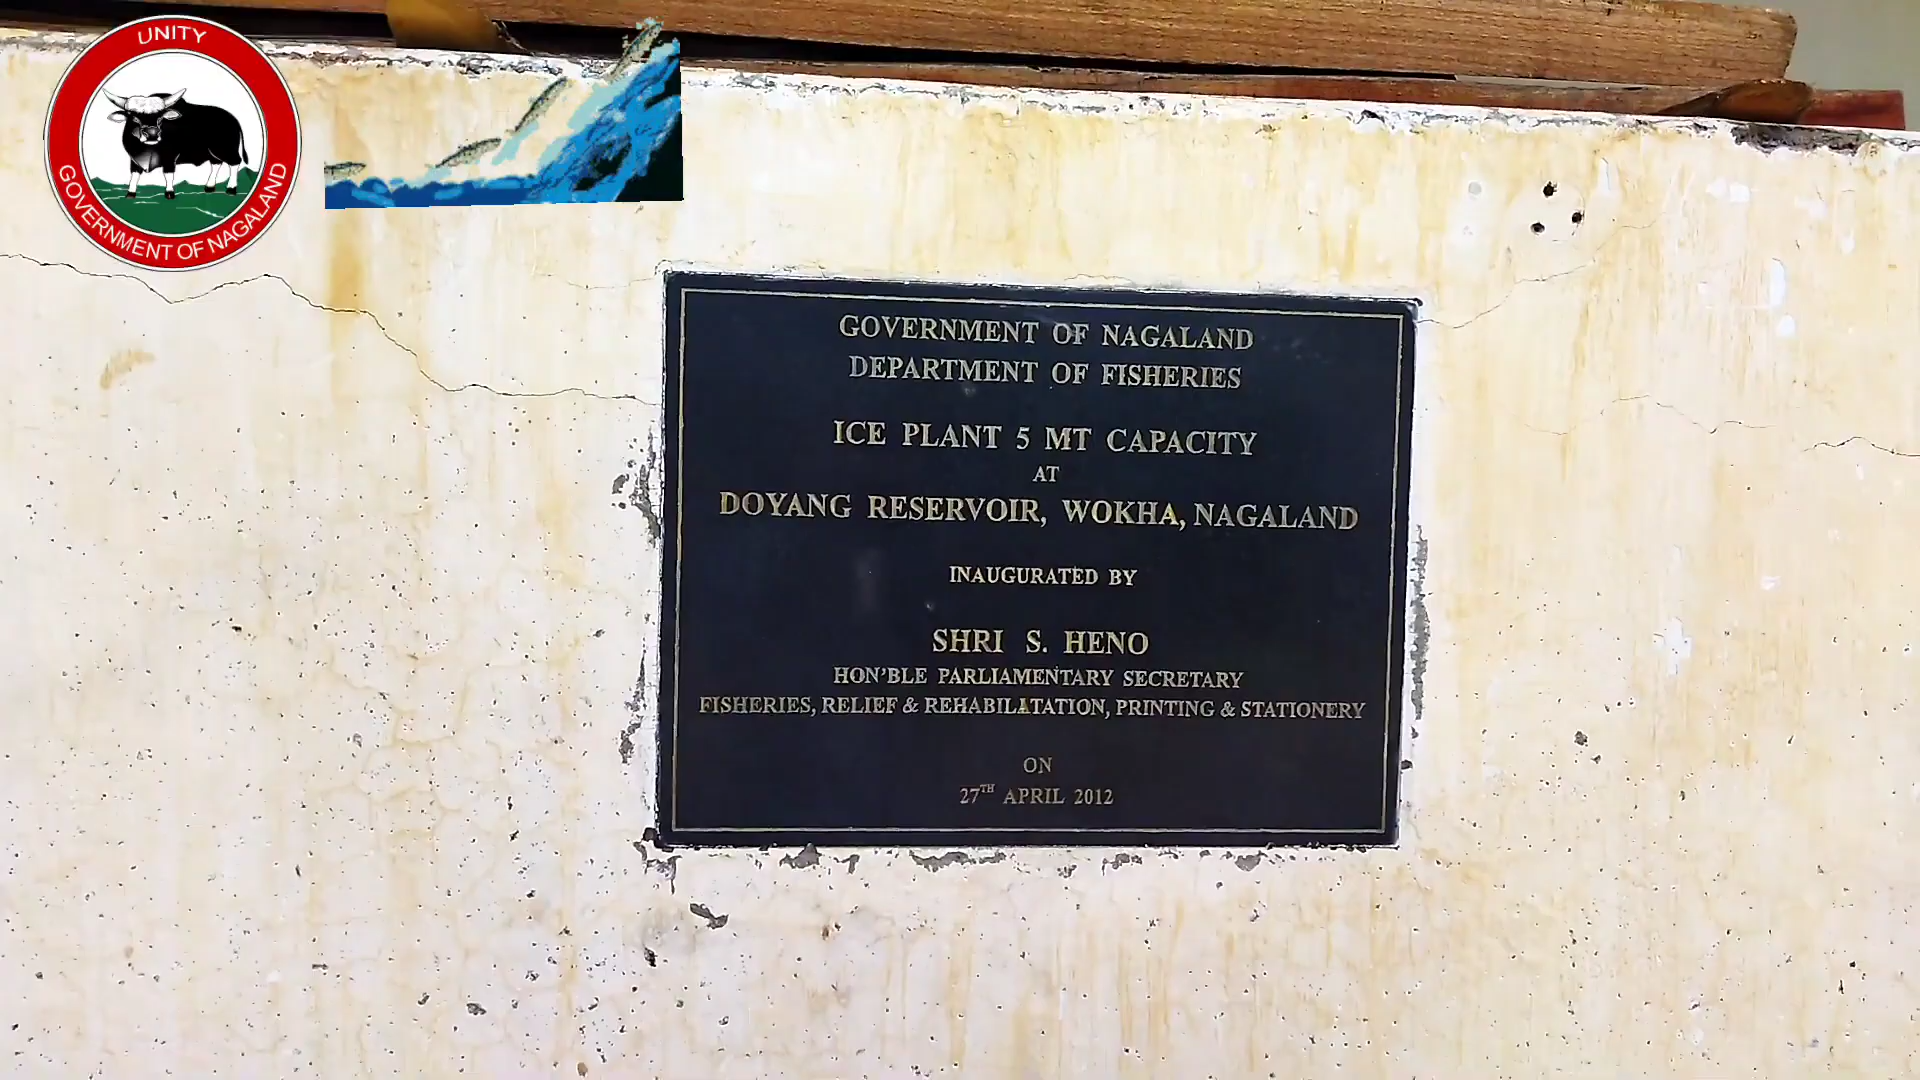 UNITY
GOVERNMENT OF NAGALAND
GOVERNMENT OF NAGALAND
DEPARTMENT OF FISHERIES
ICE PLANT 5 MT CAPACITY
AT
DOYANG RESERVOIR, WOKHA, NAGALAND
INAUGURATED BY
SHRI S. HENO
HON'BLE PARLIAMENTARY SECRETARY
FISHERIES, RELIEF & REHABILATATION, PRINTING & STATIONERY
ON
27TH APRIL 2012